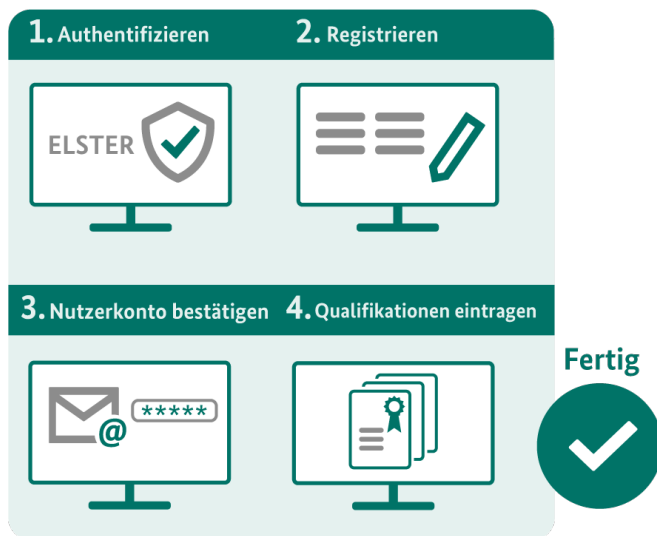 1. Authentifizieren
2. Registrieren
ELSTER
3. Nutzerkonto bestätigen
4. Qualifikationen eintragen
@
*****
Fertig